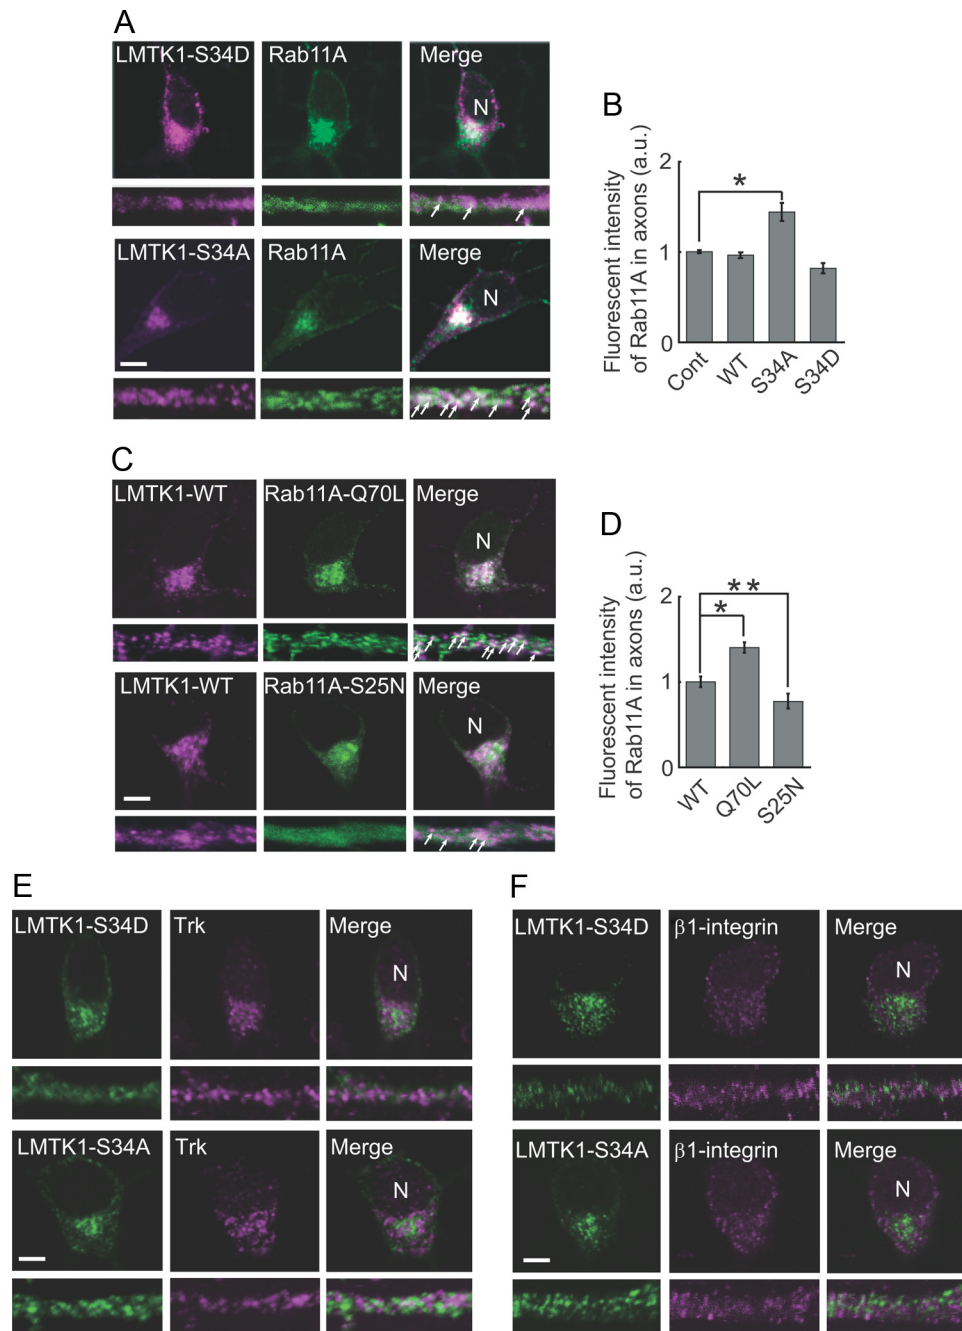 A
LMTK1-S34D Rab11A Merge
N
LMTK1-S34A Rab11A Merge
N
B
Fluorescent intensity
of Rab11A in axons (a.u.)
2
1
0
*
Cont WT S34A S34D
C
LMTK1-WT Rab11A-Q70L Merge
N
LMTK1-WT Rab11A-S25N Merge
N
D
Fluorescent intensity
of Rab11A in axons (a.u.)
2
1
0
**
*
WT Q70L S25N
E
LMTK1-S34D Trk Merge
N
LMTK1-S34A Trk Merge
N
F
LMTK1-S34D β1-integrin Merge
N
LMTK1-S34A β1-integrin Merge
N